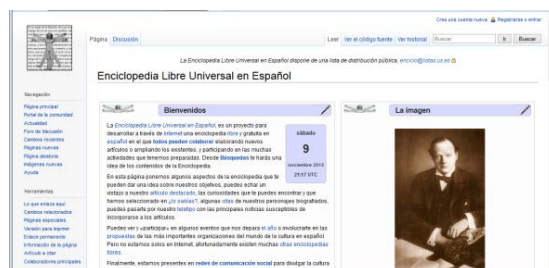 Crea una cuenta nueva Registrarse o entrar
Página Discusión Leer Ver el código fuente Ver historial Buscar Ir Buscar
La Enciclopedia Libre Universal en Español dispone de una lista de distribución pública, enciclo@listas.us.es
Enciclopedia Libre Universal en Español
Navegación
Página principal
Portal de la comunidad
Actualidad
Foro de discusión
Cambios recientes
Páginas nuevas
Página aleatoria
Imágenes nuevas
Ayuda
Herramientas
Lo que enlaza aquí
Cambios relacionados
Páginas especiales
Versión para imprimir
Enlace permanente
Información de la página
Artículo a citar
Colaboradores principales
Bienvenidos
La Enciclopedia Libre Universal en Español, es un proyecto para
desarrollar a través de Internet una enciclopedia libre y gratuita en
español en el que todos pueden colaborar elaborando nuevos
artículos o ampliando los existentes, y participando en las muchas
actividades que tenemos preparadas. Desde Búsquedas te harás una
idea de los contenidos de la Enciclopedia.
sábado
9
noviembre 2013
21:17 UTC
En esta página ponemos algunos aspectos de la enciclopedia que te
pueden dar una idea sobre nuestros objetivos, puedes echar un
vistazo a nuestro artículo destacado, las curiosidades que te puedes encontrar y que
hemos seleccionado en ¿lo sabías?, algunas citas de nuestros personajes biografiados,
puedes pasarte por nuestro teletipo con las principales noticias susceptibles de
incorporarse a los artículos.
Puedes ver y «participar» en algunos eventos que nos depara el año o involucrarte en las
propuestas de las más importantes organizaciones del mundo de la cultura en español.
Pero no estamos solos en Internet, afortunadamente existen muchas otras enciclopedias
libres.
Finalmente, estamos presentes en redes de comunicación social para divulgar la cultura
La imagen